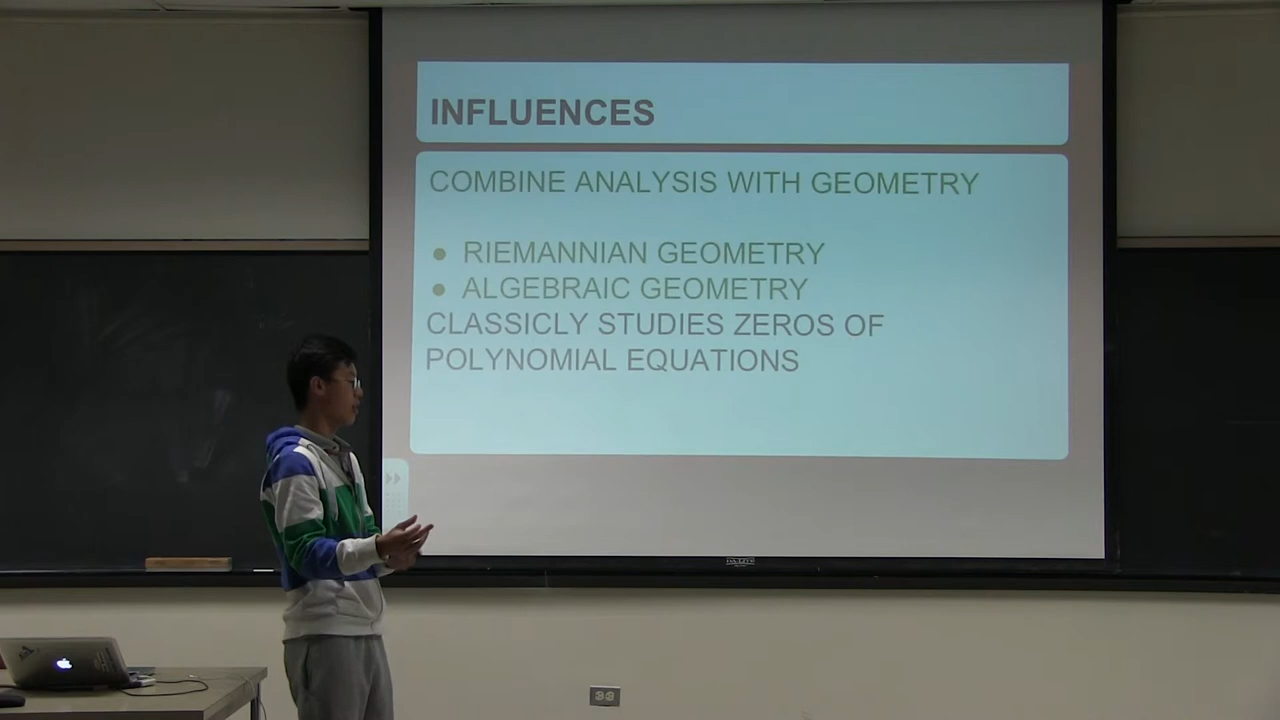 INFLUENCES
COMBINE ANALYSIS WITH GEOMETRY
● RIEMANNIAN GEOMETRY
● ALGEBRAIC GEOMETRY
CLASSICLY STUDIES ZEROS OF
POLYNOMIAL EQUATIONS